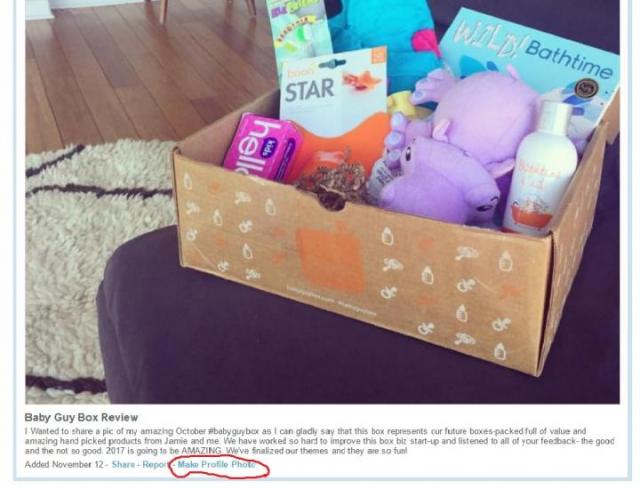 WILD! Bathtime
boon
STAR
hello
kids
babyguybox.com #babyguybox
Baby Guy Box Review
I Wanted to share a pic of my amazing October #babyguybox as I can gladly say that this box represents our future boxes-packed full of value and
amazing hand picked products from Jamie and me. We have worked so hard to improve this box biz start-up and listened to all of your feedback- the good
and the not so good. 2017 is going to be AMAZING. We've finalized our themes and they are so fun!
Added November 12 - Share - Report - Make Profile Photo